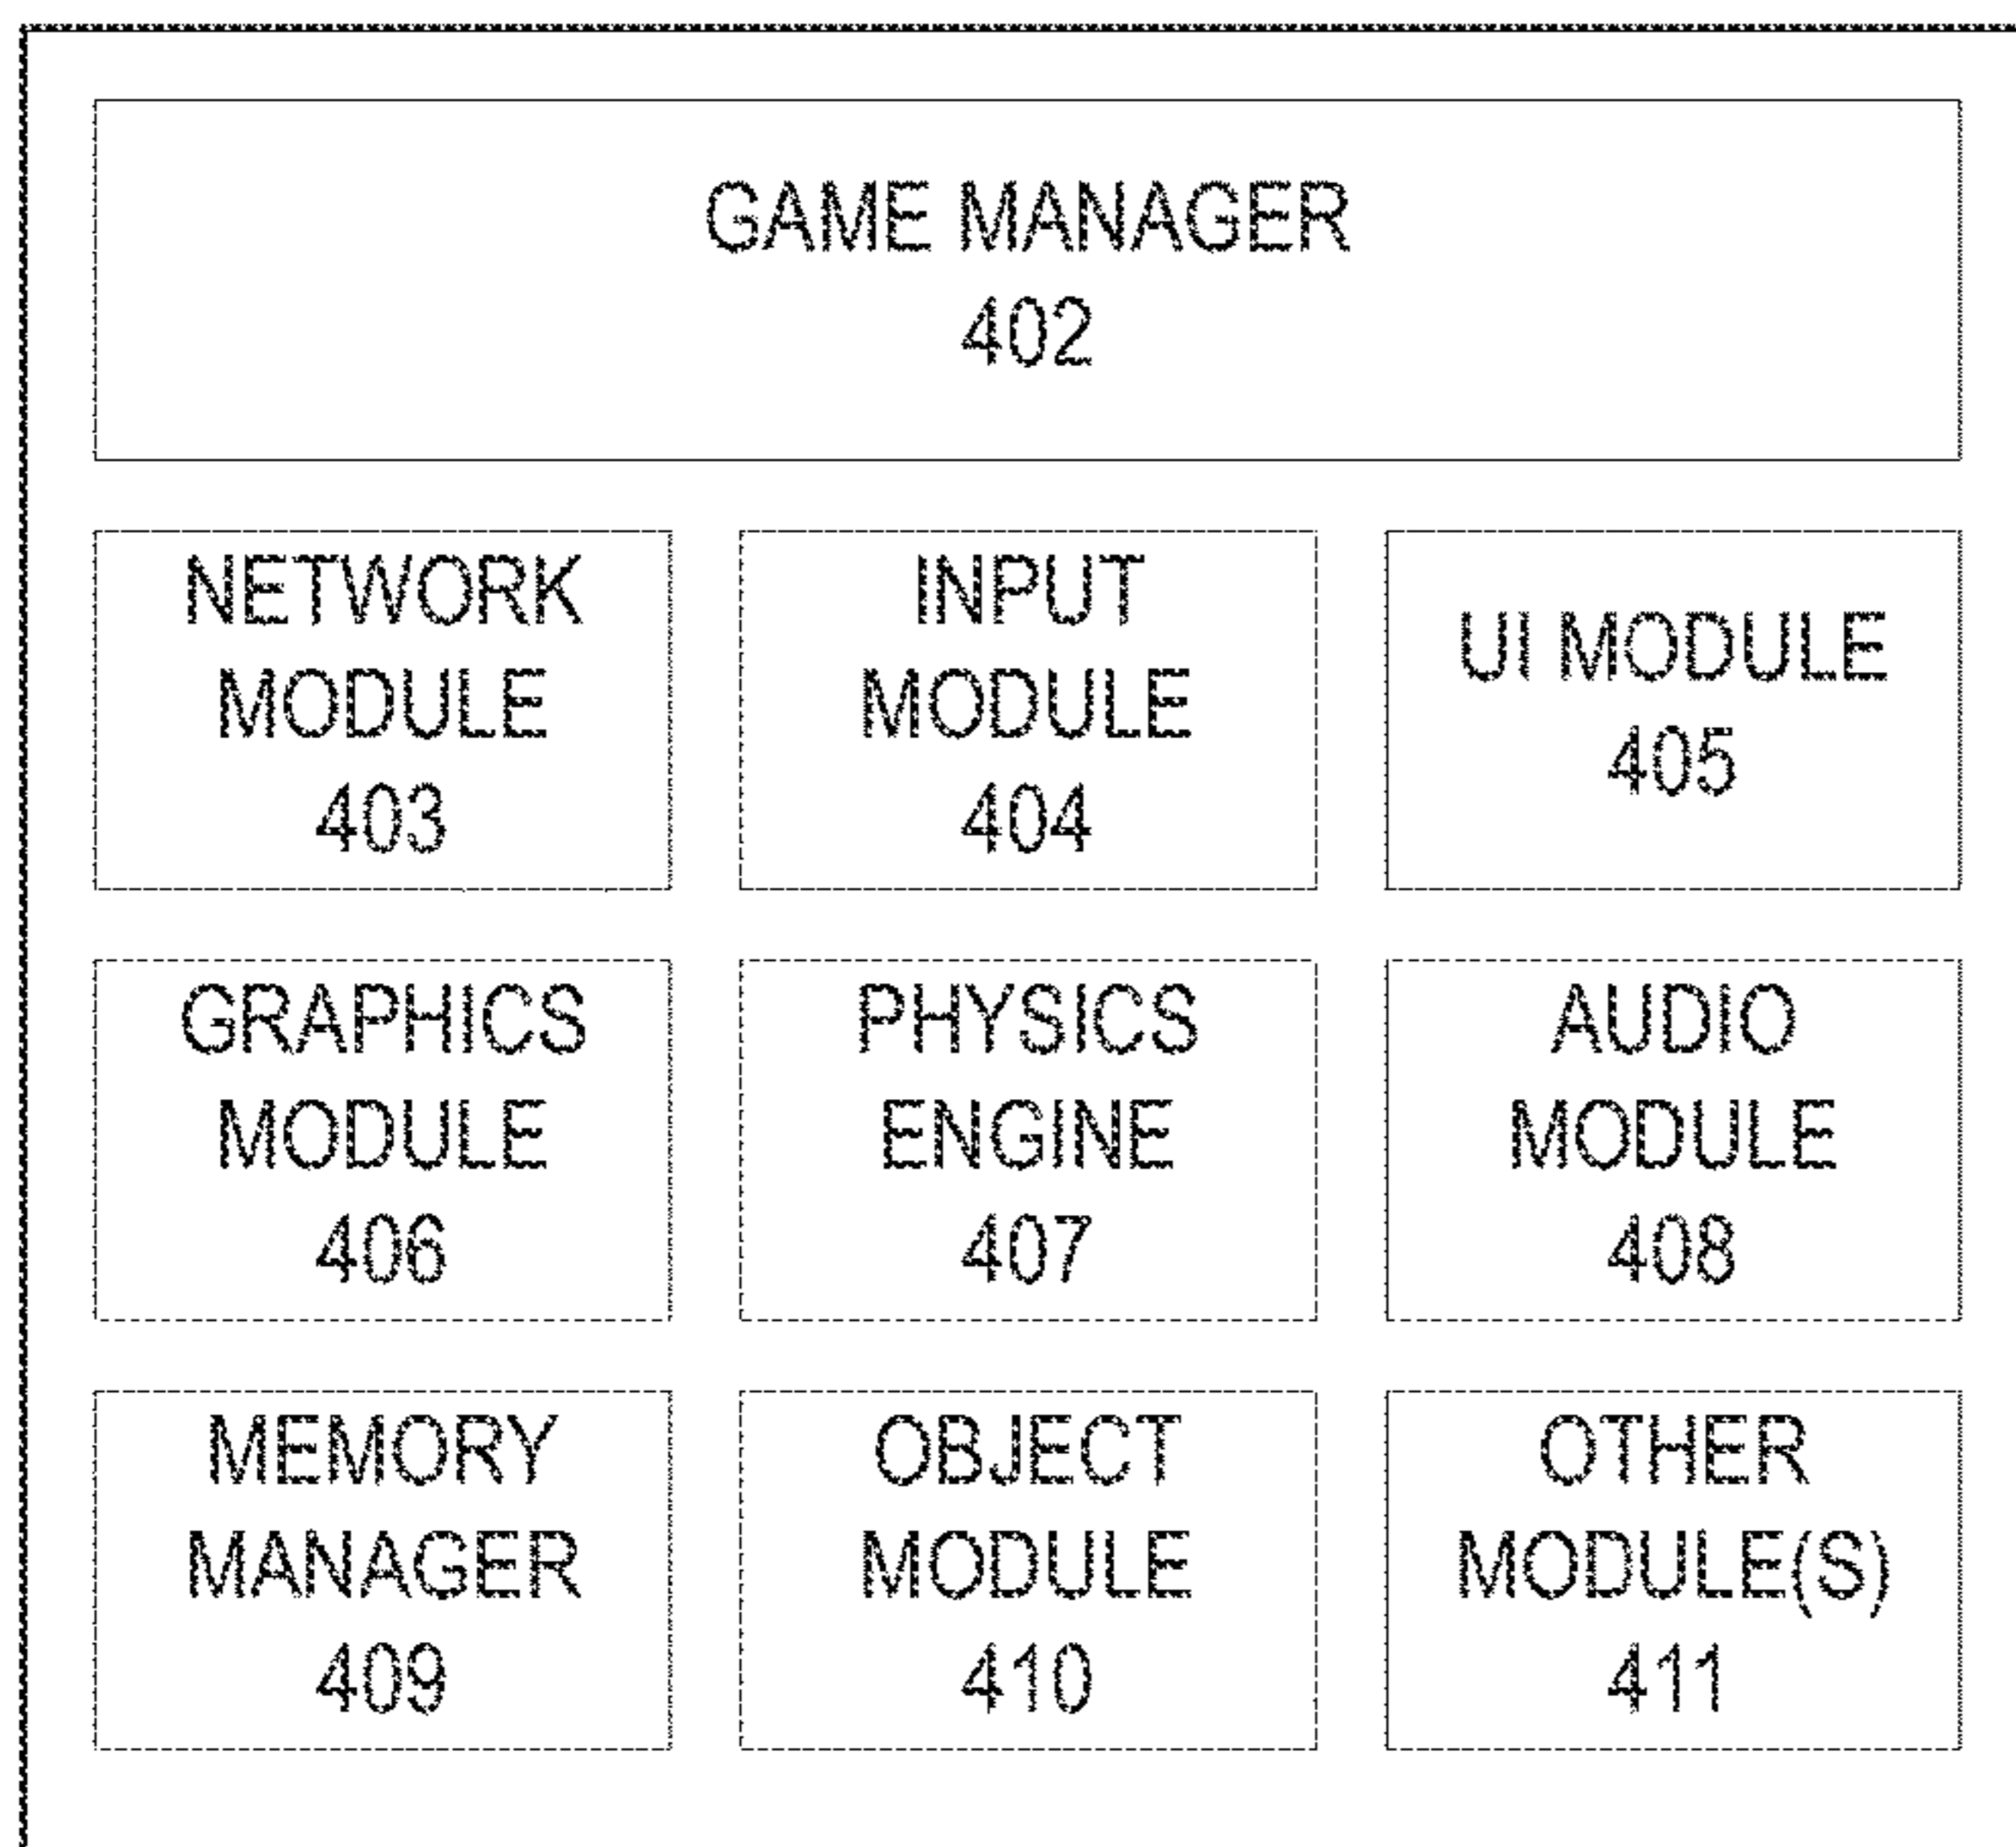 GAME MANAGER
402
NETWORK
MODULE
403
INPUT
MODULE
404
UI MODULE
405
GRAPHICS
MODULE
406
PHYSICS
ENGINE
407
AUDIO
MODULE
408
MEMORY
MANAGER
409
OBJECT
MODULE
410
OTHER
MODULE(S)
411